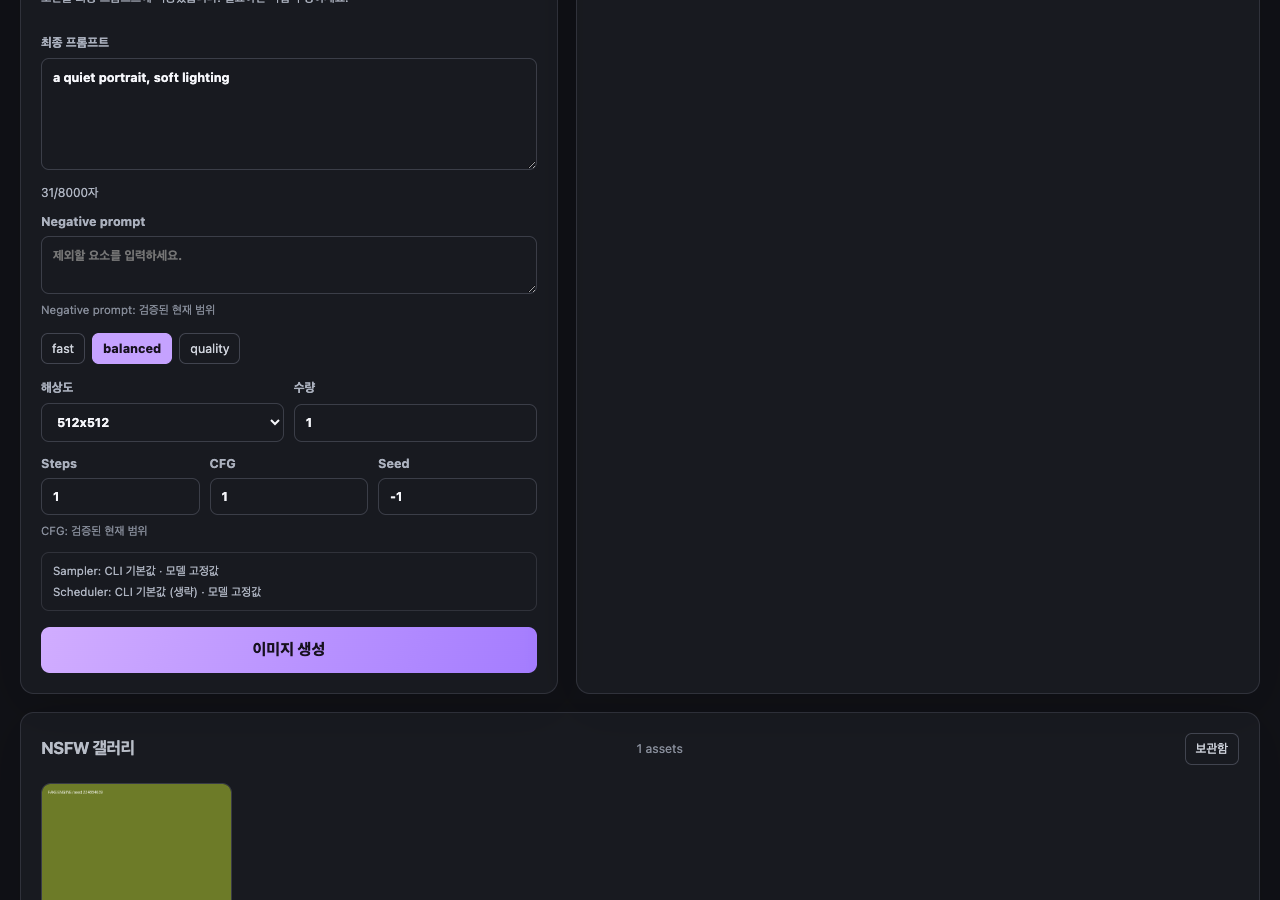 최종 프롬프트
a quiet portrait, soft lighting
31/8000자
Negative prompt
제외할 요소를 입력하세요.
Negative prompt: 검증된 현재 범위
fast balanced quality
해상도 수량
512x512 1
Steps CFG Seed
1 1 -1
CFG: 검증된 현재 범위
Sampler: CLI 기본값 · 모델 고정값
Scheduler: CLI 기본값 (생략) · 모델 고정값
이미지 생성
NSFW 갤러리 1 assets 보관함